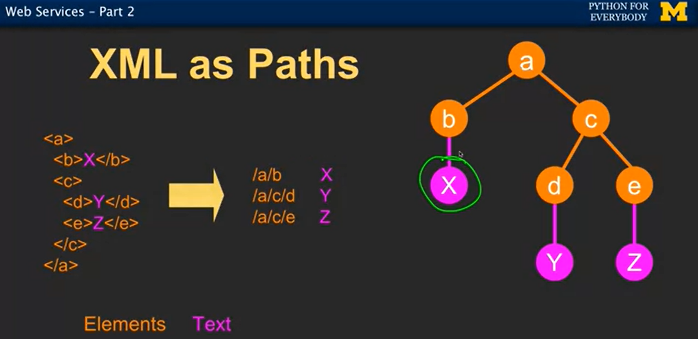 Web Services – Part 2
PYTHON FOR
EVERYBODY
M
XML as Paths
<a>
<b>X</b>
<c>
<d>Y</d>
<e>Z</e>
</c>
</a>
/a/b X
/a/c/d Y
/a/c/e Z
a
b
c
X
d
e
Y
Z
Elements Text